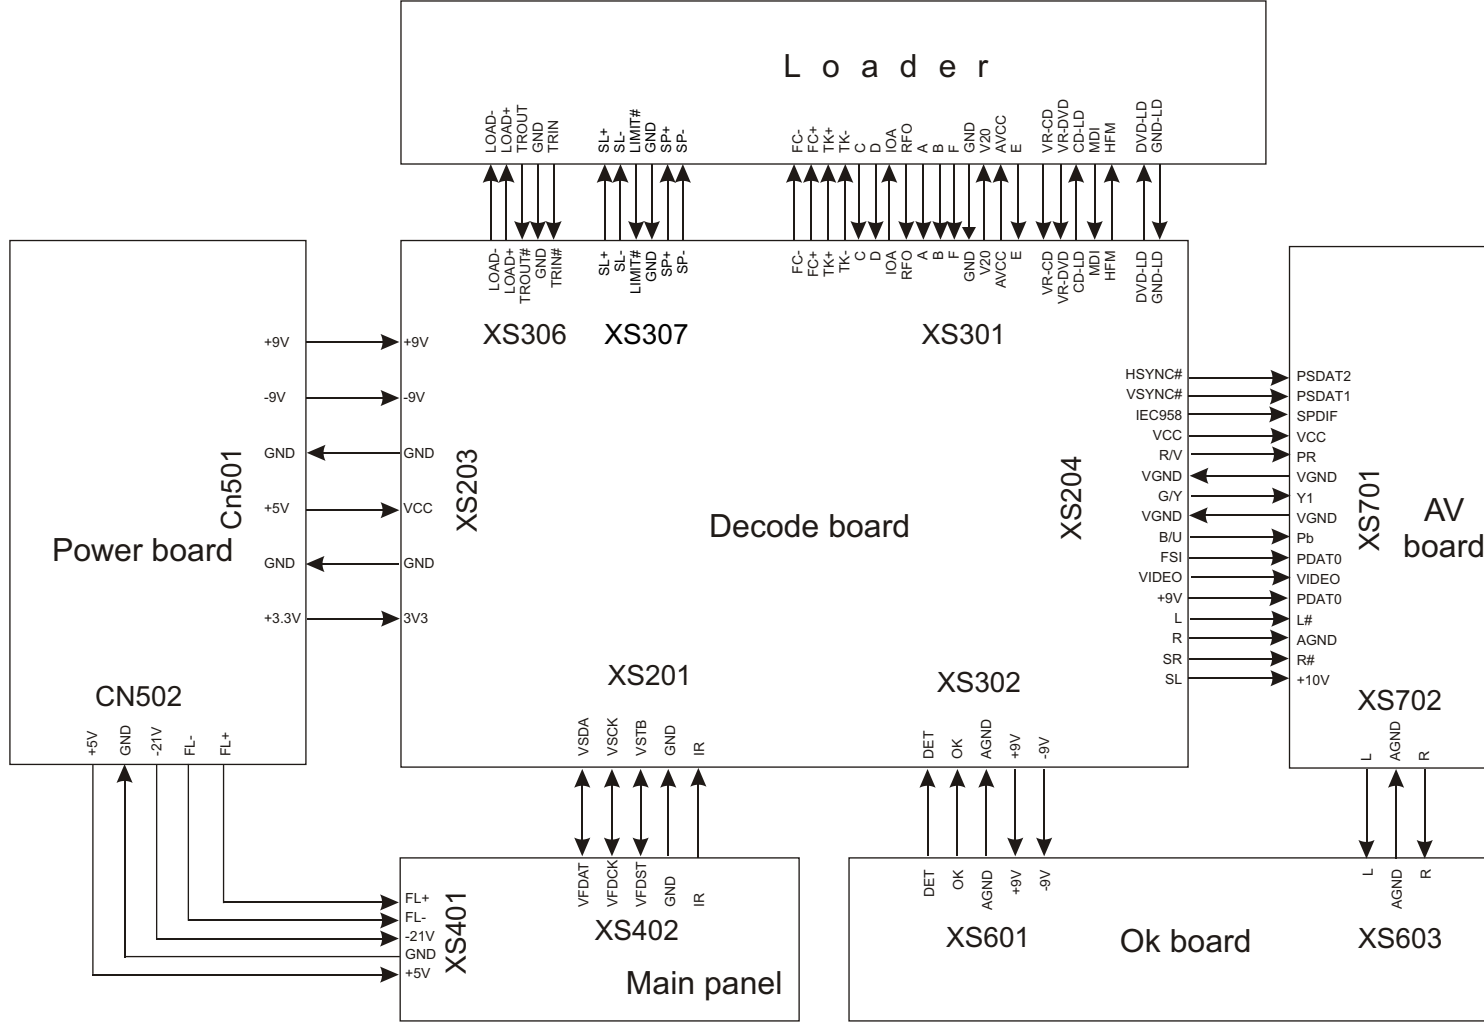 L o a d e r
LOAD- LOAD+ TROUT GND TRIN
SL+ SL- LIMIT# GND SP+ SP-
FC- FC+ TK+ TK- C D IOA RFO A B F GND V20 AVCC E VR-CD VR-DVD CD-LD MDI HFM DVD-LD GND-LD
LOAD- LOAD+ TROUT# GND TRIN#
SL+ SL- LIMIT# GND SP+ SP-
FC- FC+ TK+ TK- C D IOA RFO A B F GND V20 AVCC E VR-CD VR-DVD CD-LD MDI HFM DVD-LD GND-LD
XS306
XS307
XS301
+9V
-9V
GND
+5V
GND
+3.3V
Cn501
Power board
CN502
+5V GND -21V FL- FL+
+9V
-9V
GND
VCC
GND
3V3
XS203
Decode board
XS204
HSYNC#
VSYNC#
IEC958
VCC
R/V
VGND
G/Y
VGND
B/U
FSI
VIDEO
+9V
L
R
SR
SL
PSDAT2
PSDAT1
SPDIF
VCC
PR
VGND
Y1
VGND
Pb
PDAT0
VIDEO
PDAT0
L#
AGND
R#
+10V
XS701
AV
board
XS702
L AGND R
XS201
VSDA VSCK VSTB GND IR
XS302
DET OK AGND +9V -9V
FL+
FL-
-21V
GND
+5V
XS401
VFDAT VFDCK VFDST GND IR
XS402
Main panel
DET OK AGND +9V -9V
XS601
Ok board
L AGND R
XS603